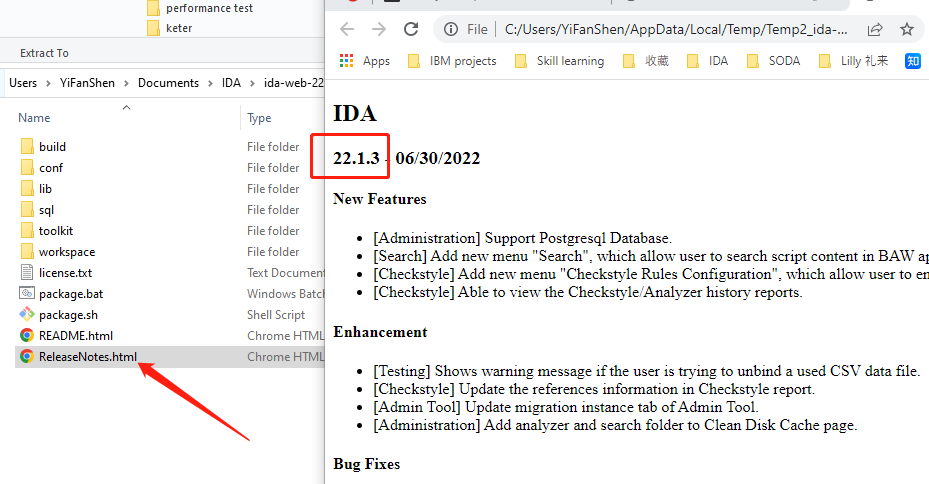 performance test
keter
Extract To
Users
YiFanShen
Documents
IDA
ida-web-22
Name
Type
build
File folder
conf
File folder
lib
File folder
sql
File folder
toolkit
File folder
workspace
File folder
license.txt
Text Document
package.bat
Windows Batch
package.sh
Shell Script
README.html
Chrome HTML
ReleaseNotes.html
Chrome HTML
File
C:/Users/YiFanShen/AppData/Local/Temp/Temp2_ida-...
Apps
IBM projects
Skill learning
收藏
IDA
SODA
Lilly 礼来
知
IDA
22.1.3 - 06/30/2022
New Features
[Administration] Support Postgresql Database.
[Search] Add new menu "Search", which allow user to search script content in BAW ap
[Checkstyle] Add new menu "Checkstyle Rules Configuration", which allow user to en
[Checkstyle] Able to view the Checkstyle/Analyzer history reports.
Enhancement
[Testing] Shows warning message if the user is trying to unbind a used CSV data file.
[Checkstyle] Update the references information in Checkstyle report.
[Admin Tool] Update migration instance tab of Admin Tool.
[Administration] Add analyzer and search folder to Clean Disk Cache page.
Bug Fixes